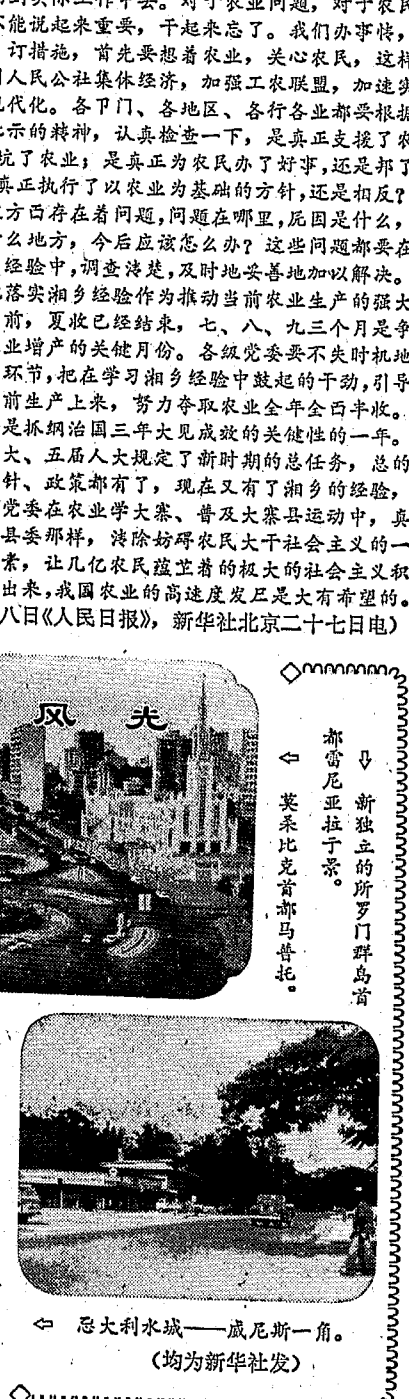 的实际工作中去。对于农业问题，对于农民
不能说起来重要，干起来忘了。我们办事情，
订措施，首先要想着农业，关心农民，这样
人民公社集体经济，加强工农联盟，加速实
代化。各部门、各地区、各行各业都要根据
示的精神，认真检查一下，是真正支援了农
坑了农业；是真正为农民办了好事，还是帮了
真正执行了以农业为基础的方针，还是相反？
方面存在着问题，问题在哪里，原因是什么，
么地方，今后应该怎么办？这些问题都要在
经验中，调查清楚，及时地妥善地加以解决。
落实湘乡经验作为推动当前农业生产的强大
前，夏收已经结束，七、八、九三个月是争
业增产的关键月份。各级党委要不失时机地
环节，把在学习湘乡经验中鼓起的干劲，引导
前生产上来，努力夺取农业全年全面丰收。
是抓纲治国三年大见成效的关键性的一年。
大、五届人大规定了新时期的总任务，总的
针、政策都有了，现在又有了湘乡的经验，
党委在农业学大寨、普及大寨县运动中，真
县委那样，清除妨碍农民大干社会主义的一
素，让几亿农民蕴芷着的极大的社会主义积
出来，我国农业的高速度发展是大有希望的。
八日《人民日报》，新华社北京二十七日电）
风光
⇩ 新独立的所罗门群岛首
都霍尼亚拉于景。
⇦ 莫桑比克首都马普托。
⇦ 意大利水城——威尼斯一角。
（均为新华社发）